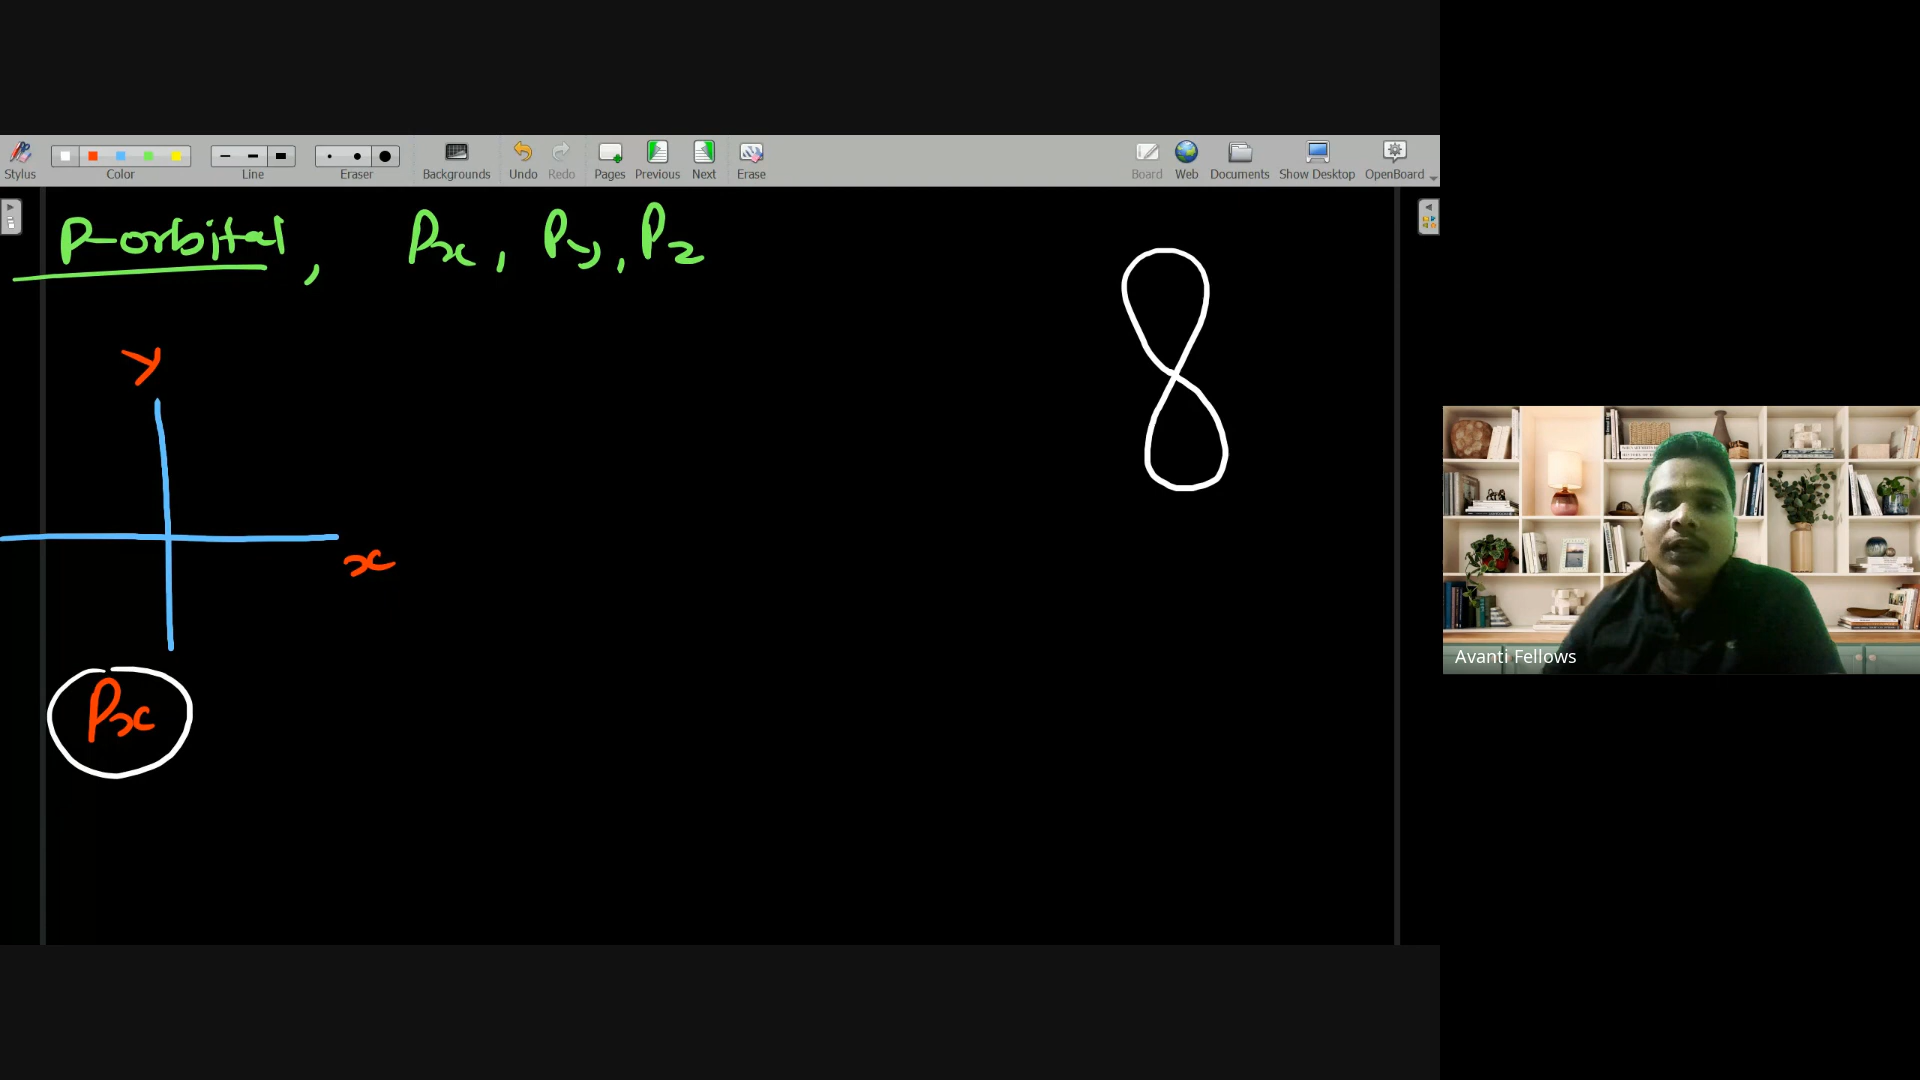 Stylus Color Line Eraser Backgrounds Undo Redo Pages Previous Next Erase Board Web Documents Show Desktop OpenBoard
P-orbital, Px, Py, Pz
y
x
Px
Avanti Fellows